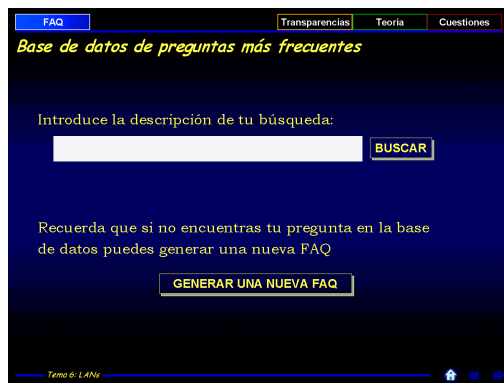 FAQ Transparencias Teoría Cuestiones
Base de datos de preguntas más frecuentes
Introduce la descripción de tu búsqueda:
BUSCAR
Recuerda que si no encuentras tu pregunta en la base
de datos puedes generar una nueva FAQ
GENERAR UNA NUEVA FAQ
Tema 6: LANs